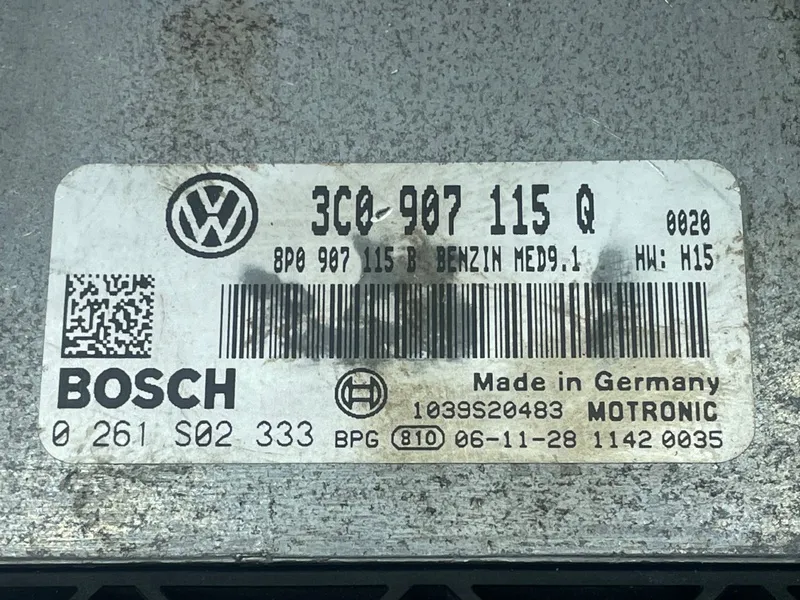 3C0 907 115 Q 0020
8P0 907 115 B BENZIN MED9.1 HW: H15
BOSCH Made in Germany
1039S20483 MOTRONIC
0 261 S02 333 BPG 810 06-11-28 1142 0035